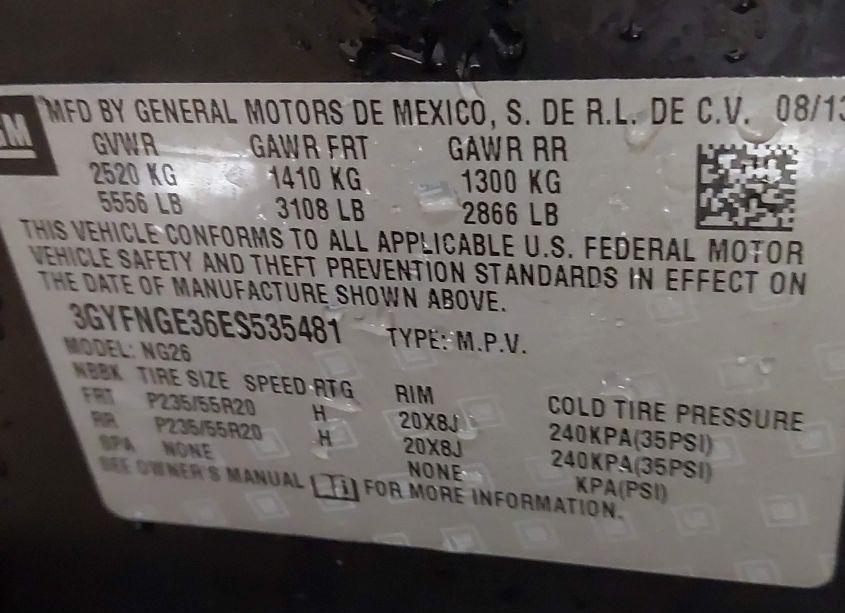 GM MFD BY GENERAL MOTORS DE MEXICO, S. DE R.L. DE C.V. 08/13
GVWR GAWR FRT GAWR RR
2520 KG 1410 KG 1300 KG
5556 LB 3108 LB 2866 LB
THIS VEHICLE CONFORMS TO ALL APPLICABLE U.S. FEDERAL MOTOR
VEHICLE SAFETY AND THEFT PREVENTION STANDARDS IN EFFECT ON
THE DATE OF MANUFACTURE SHOWN ABOVE.
3GYFNGE36ES535481 TYPE: M.P.V.
MODEL: NG26
NBBK TIRE SIZE SPEED RTG RIM COLD TIRE PRESSURE
FRT P235/55R20 H 20X8J 240KPA(35PSI)
RR P235/55R20 H 20X8J 240KPA(35PSI)
SPA NONE NONE KPA(PSI)
SEE OWNER'S MANUAL FOR MORE INFORMATION.